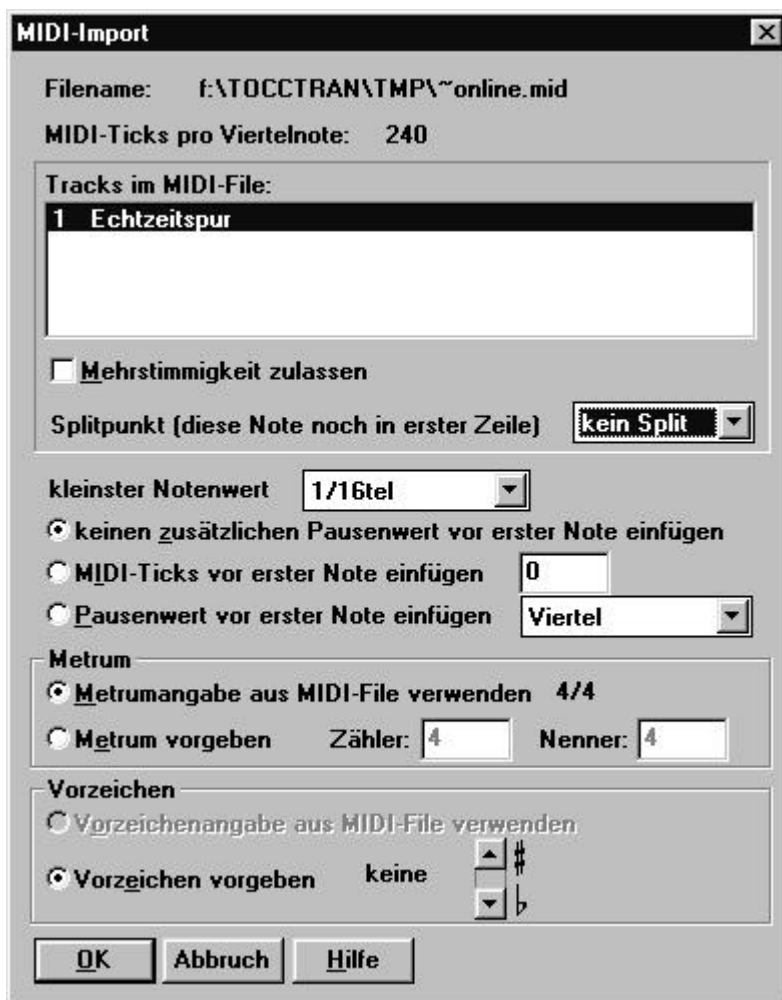 MIDI-Import
Filename: f:\TOCCTRAN\TMP\~online.mid
MIDI-Ticks pro Viertelnote: 240
Tracks im MIDI-File:
1 Echtzeitspur
Mehrstimmigkeit zulassen
Splitpunkt (diese Note noch in erster Zeile) kein Split
kleinster Notenwert 1/16tel
keinen zusätzlichen Pausenwert vor erster Note einfügen
MIDI-Ticks vor erster Note einfügen 0
Pausenwert vor erster Note einfügen Viertel
Metrum
Metrumangabe aus MIDI-File verwenden 4/4
Metrum vorgeben Zähler: 4 Nenner: 4
Vorzeichen
Vorzeichenangabe aus MIDI-File verwenden
Vorzeichen vorgeben keine ♯
♭
OK Abbruch Hilfe